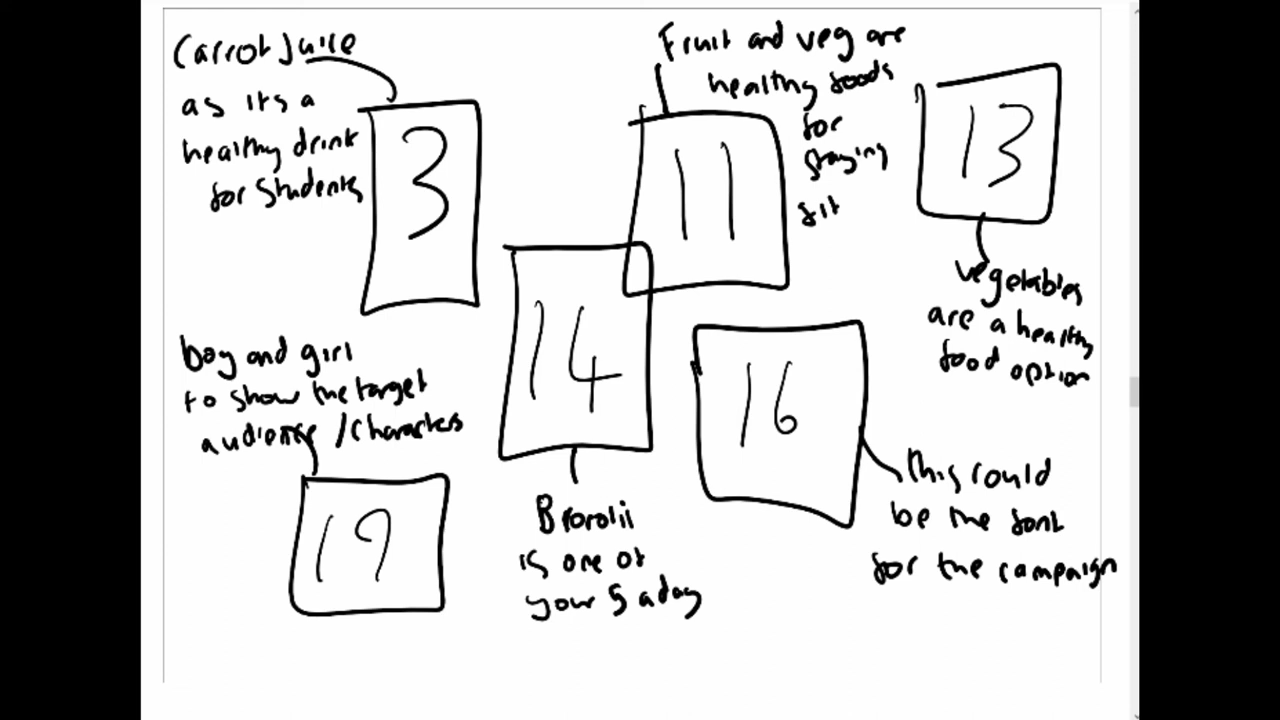 Carrot Juice
as its a
healthy drink
for students
3
Fruit and veg are
healthy foods
for
staying
fit
11
13
vegetables
are a healthy
food option
14
Brorolii
is one of
your 5 a day
16
This could
be the font
for the campaign
boy and girl
to show the target
audience / characters
19